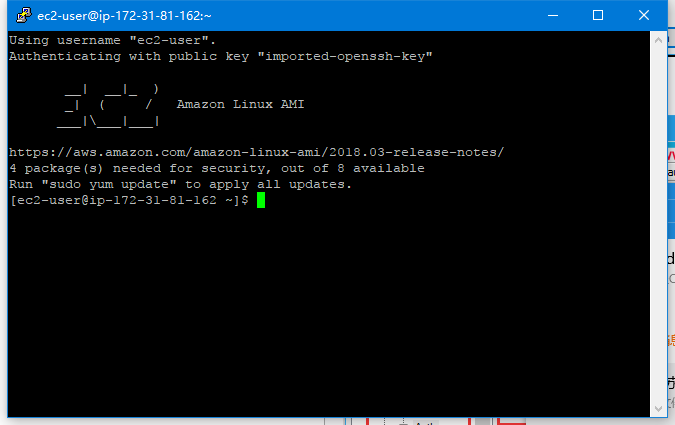 ec2-user@ip-172-31-81-162:~
Using username "ec2-user".
Authenticating with public key "imported-openssh-key"
__|  __|_  )
_|  (     /   Amazon Linux AMI
___|\___|___|
https://aws.amazon.com/amazon-linux-ami/2018.03-release-notes/
4 package(s) needed for security, out of 8 available
Run "sudo yum update" to apply all updates.
[ec2-user@ip-172-31-81-162 ~]$